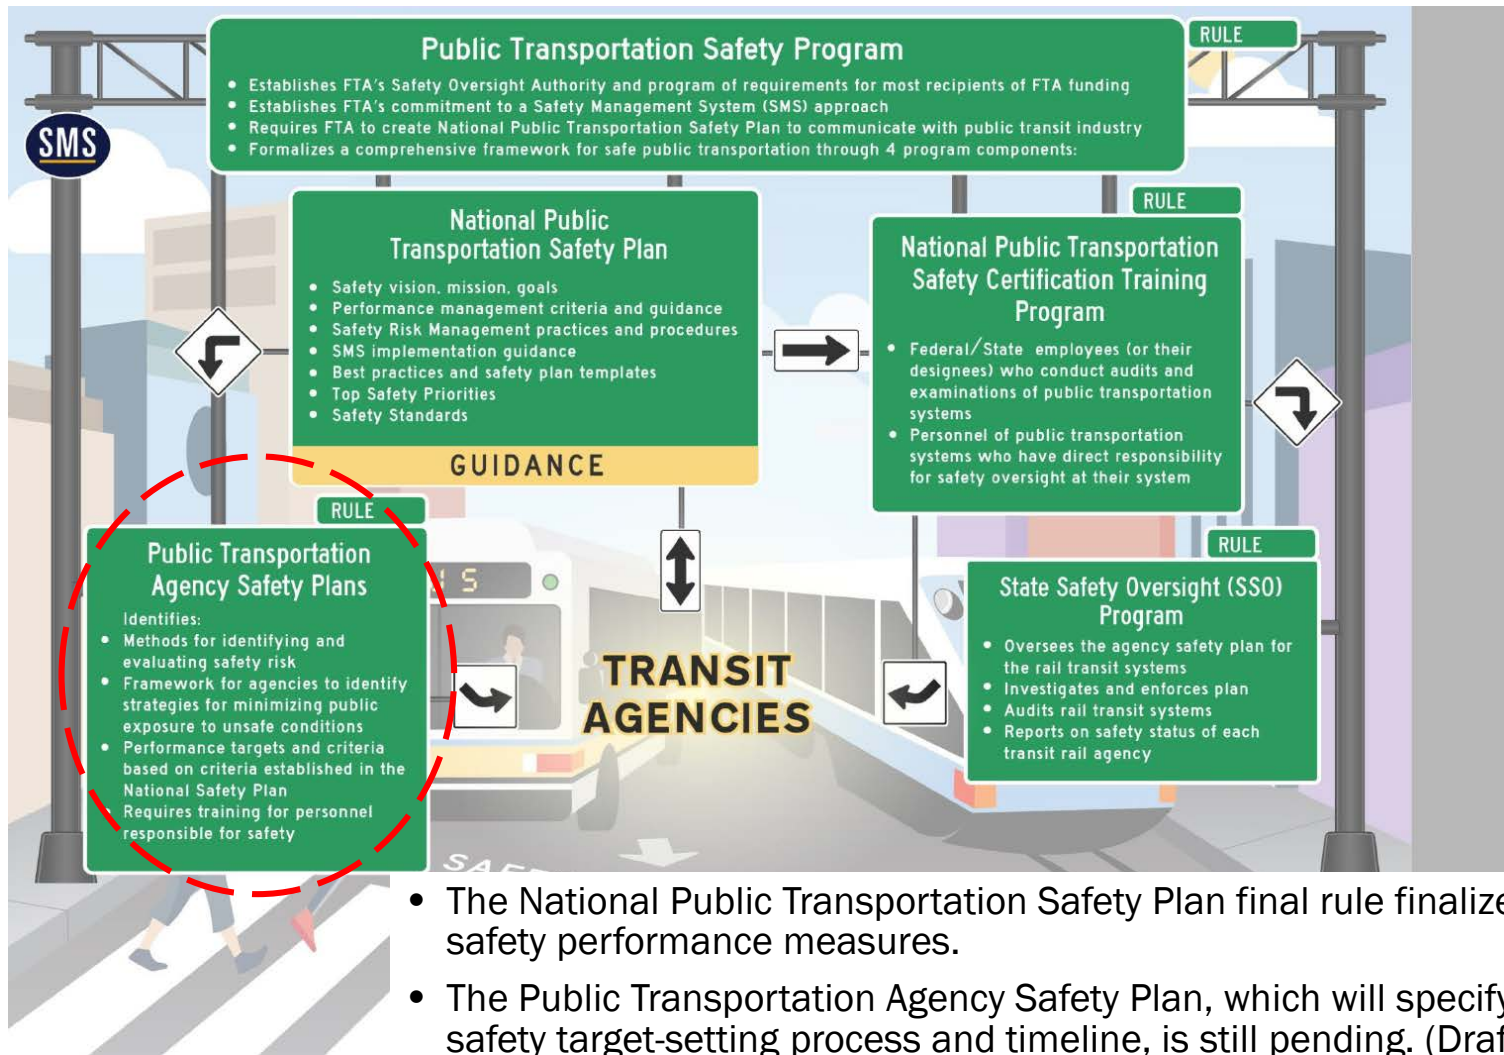 Public Transportation Safety Program
RULE
• Establishes FTA's Safety Oversight Authority and program of requirements for most recipients of FTA funding
• Establishes FTA's commitment to a Safety Management System (SMS) approach
• Requires FTA to create National Public Transportation Safety Plan to communicate with public transit industry
• Formalizes a comprehensive framework for safe public transportation through 4 program components:
SMS
National Public
Transportation Safety Plan
• Safety vision, mission, goals
• Performance management criteria and guidance
• Safety Risk Management practices and procedures
• SMS implementation guidance
• Best practices and safety plan templates
• Top Safety Priorities
• Safety Standards
GUIDANCE
RULE
National Public Transportation
Safety Certification Training
Program
• Federal/State employees (or their
designees) who conduct audits and
examinations of public transportation
systems
• Personnel of public transportation
systems who have direct responsibility
for safety oversight at their system
RULE
Public Transportation
Agency Safety Plans
Identifies:
• Methods for identifying and
evaluating safety risk
• Framework for agencies to identify
strategies for minimizing public
exposure to unsafe conditions
• Performance targets and criteria
based on criteria established in the
National Safety Plan
• Requires training for personnel
responsible for safety
TRANSIT
AGENCIES
RULE
State Safety Oversight (SSO)
Program
• Oversees the agency safety plan for
the rail transit systems
• Investigates and enforces plan
• Audits rail transit systems
• Reports on safety status of each
transit rail agency
• The National Public Transportation Safety Plan final rule finalize
safety performance measures.
• The Public Transportation Agency Safety Plan, which will specify
safety target-setting process and timeline, is still pending. (Draft